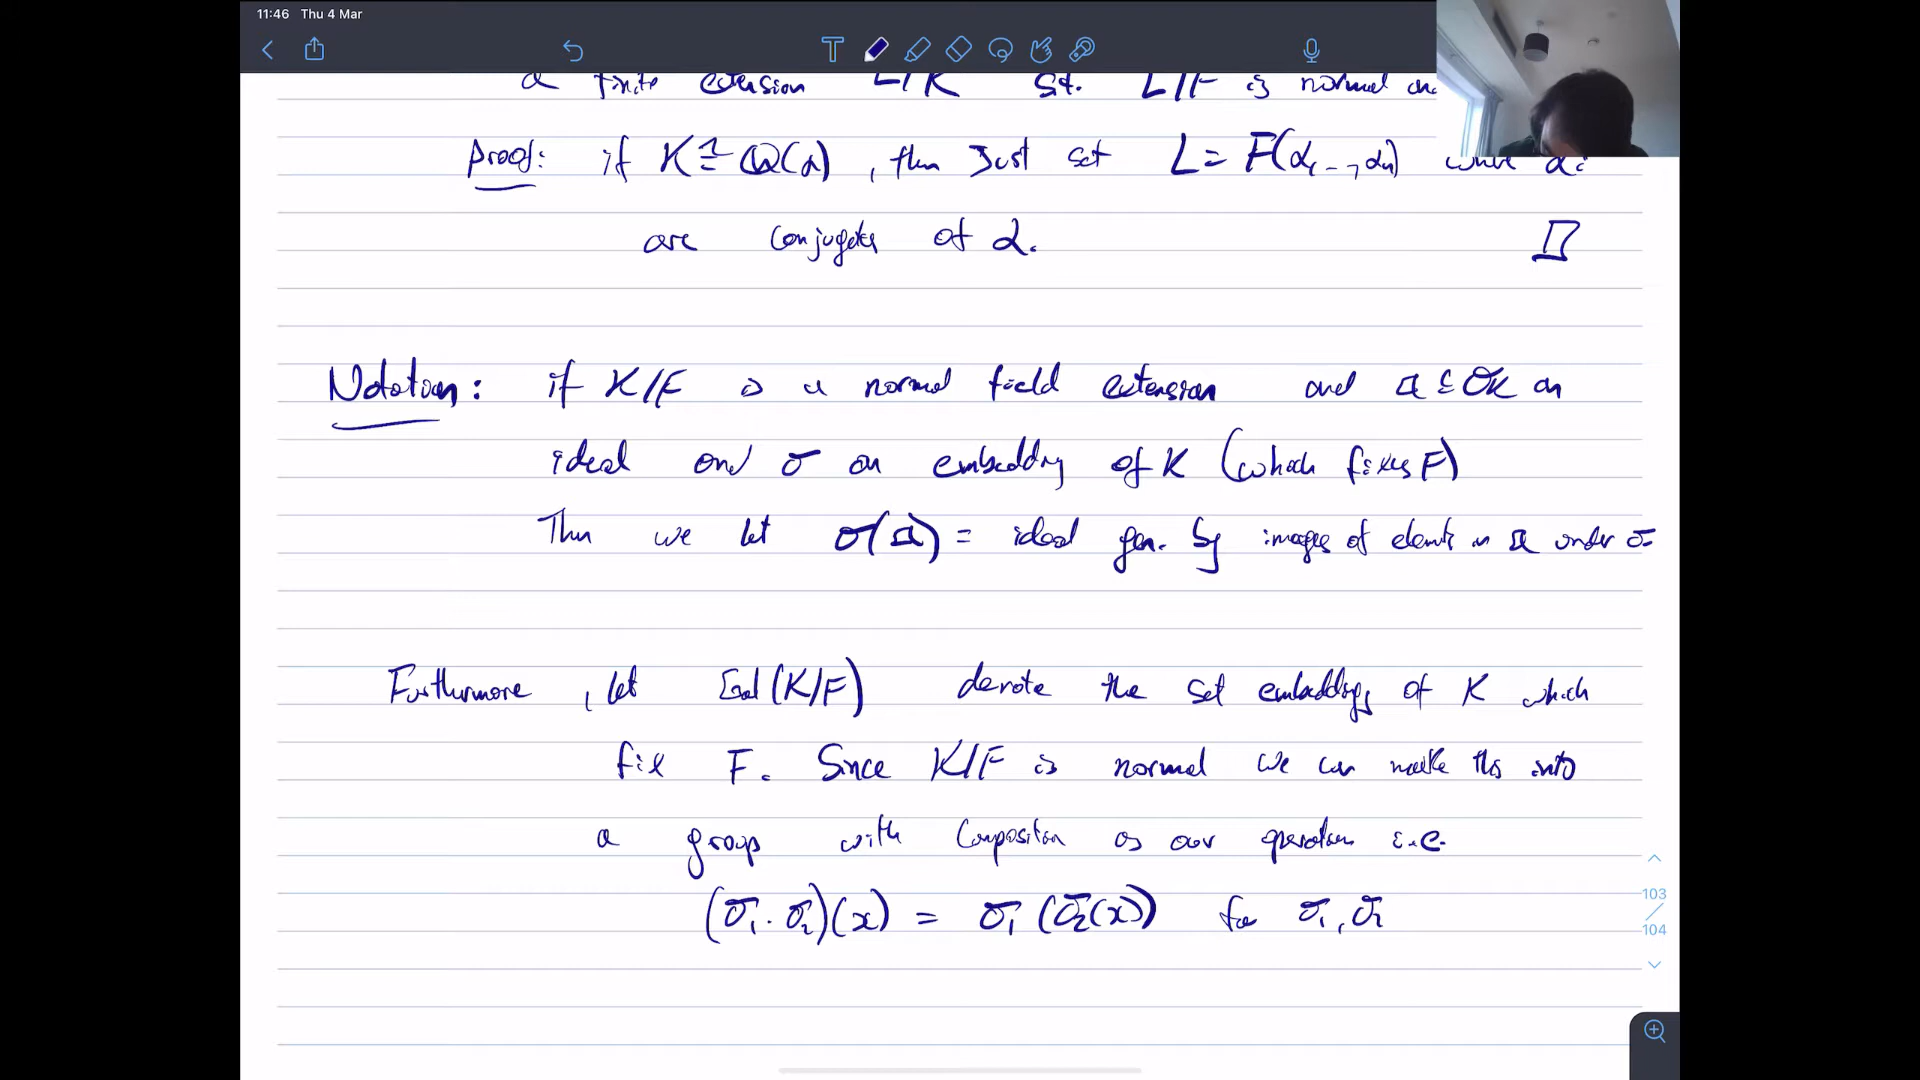 11:46 Thu 4 Mar
a finite extension L/K st. L/F is normal
Proof: if K ≅ Q(α), then Just set L = F(α1, -, αn) where αi
are conjugates of α.
Notation: if K/F is a normal field extension and 𝔞 ⊆ OK an
ideal and σ an embedding of K (which fixes F)
Then we let σ(𝔞) = ideal gen. by images of elements in 𝔞 under σ
Furthermore, let Gal(K/F) denote the set embeddings of K which
fix F. Since K/F is normal we can make this into
a group with composition as our operation i.e.
(σ1 · σ2)(x) = σ1(σ2(x)) for σ1, σ2
103
104